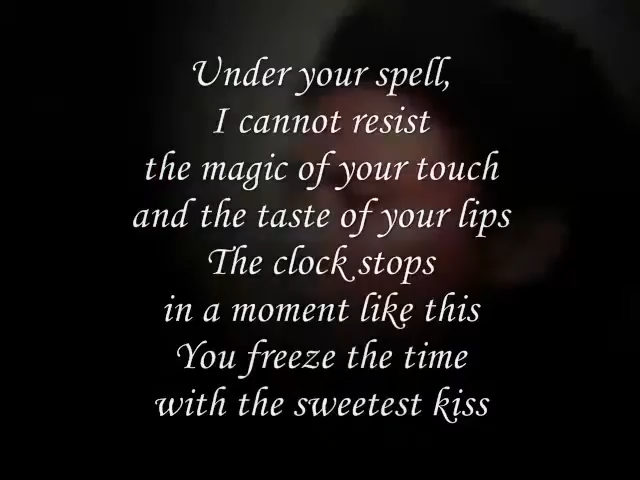 Under your spell,
I cannot resist
the magic of your touch
and the taste of your lips
The clock stops
in a moment like this
You freeze the time
with the sweetest kiss